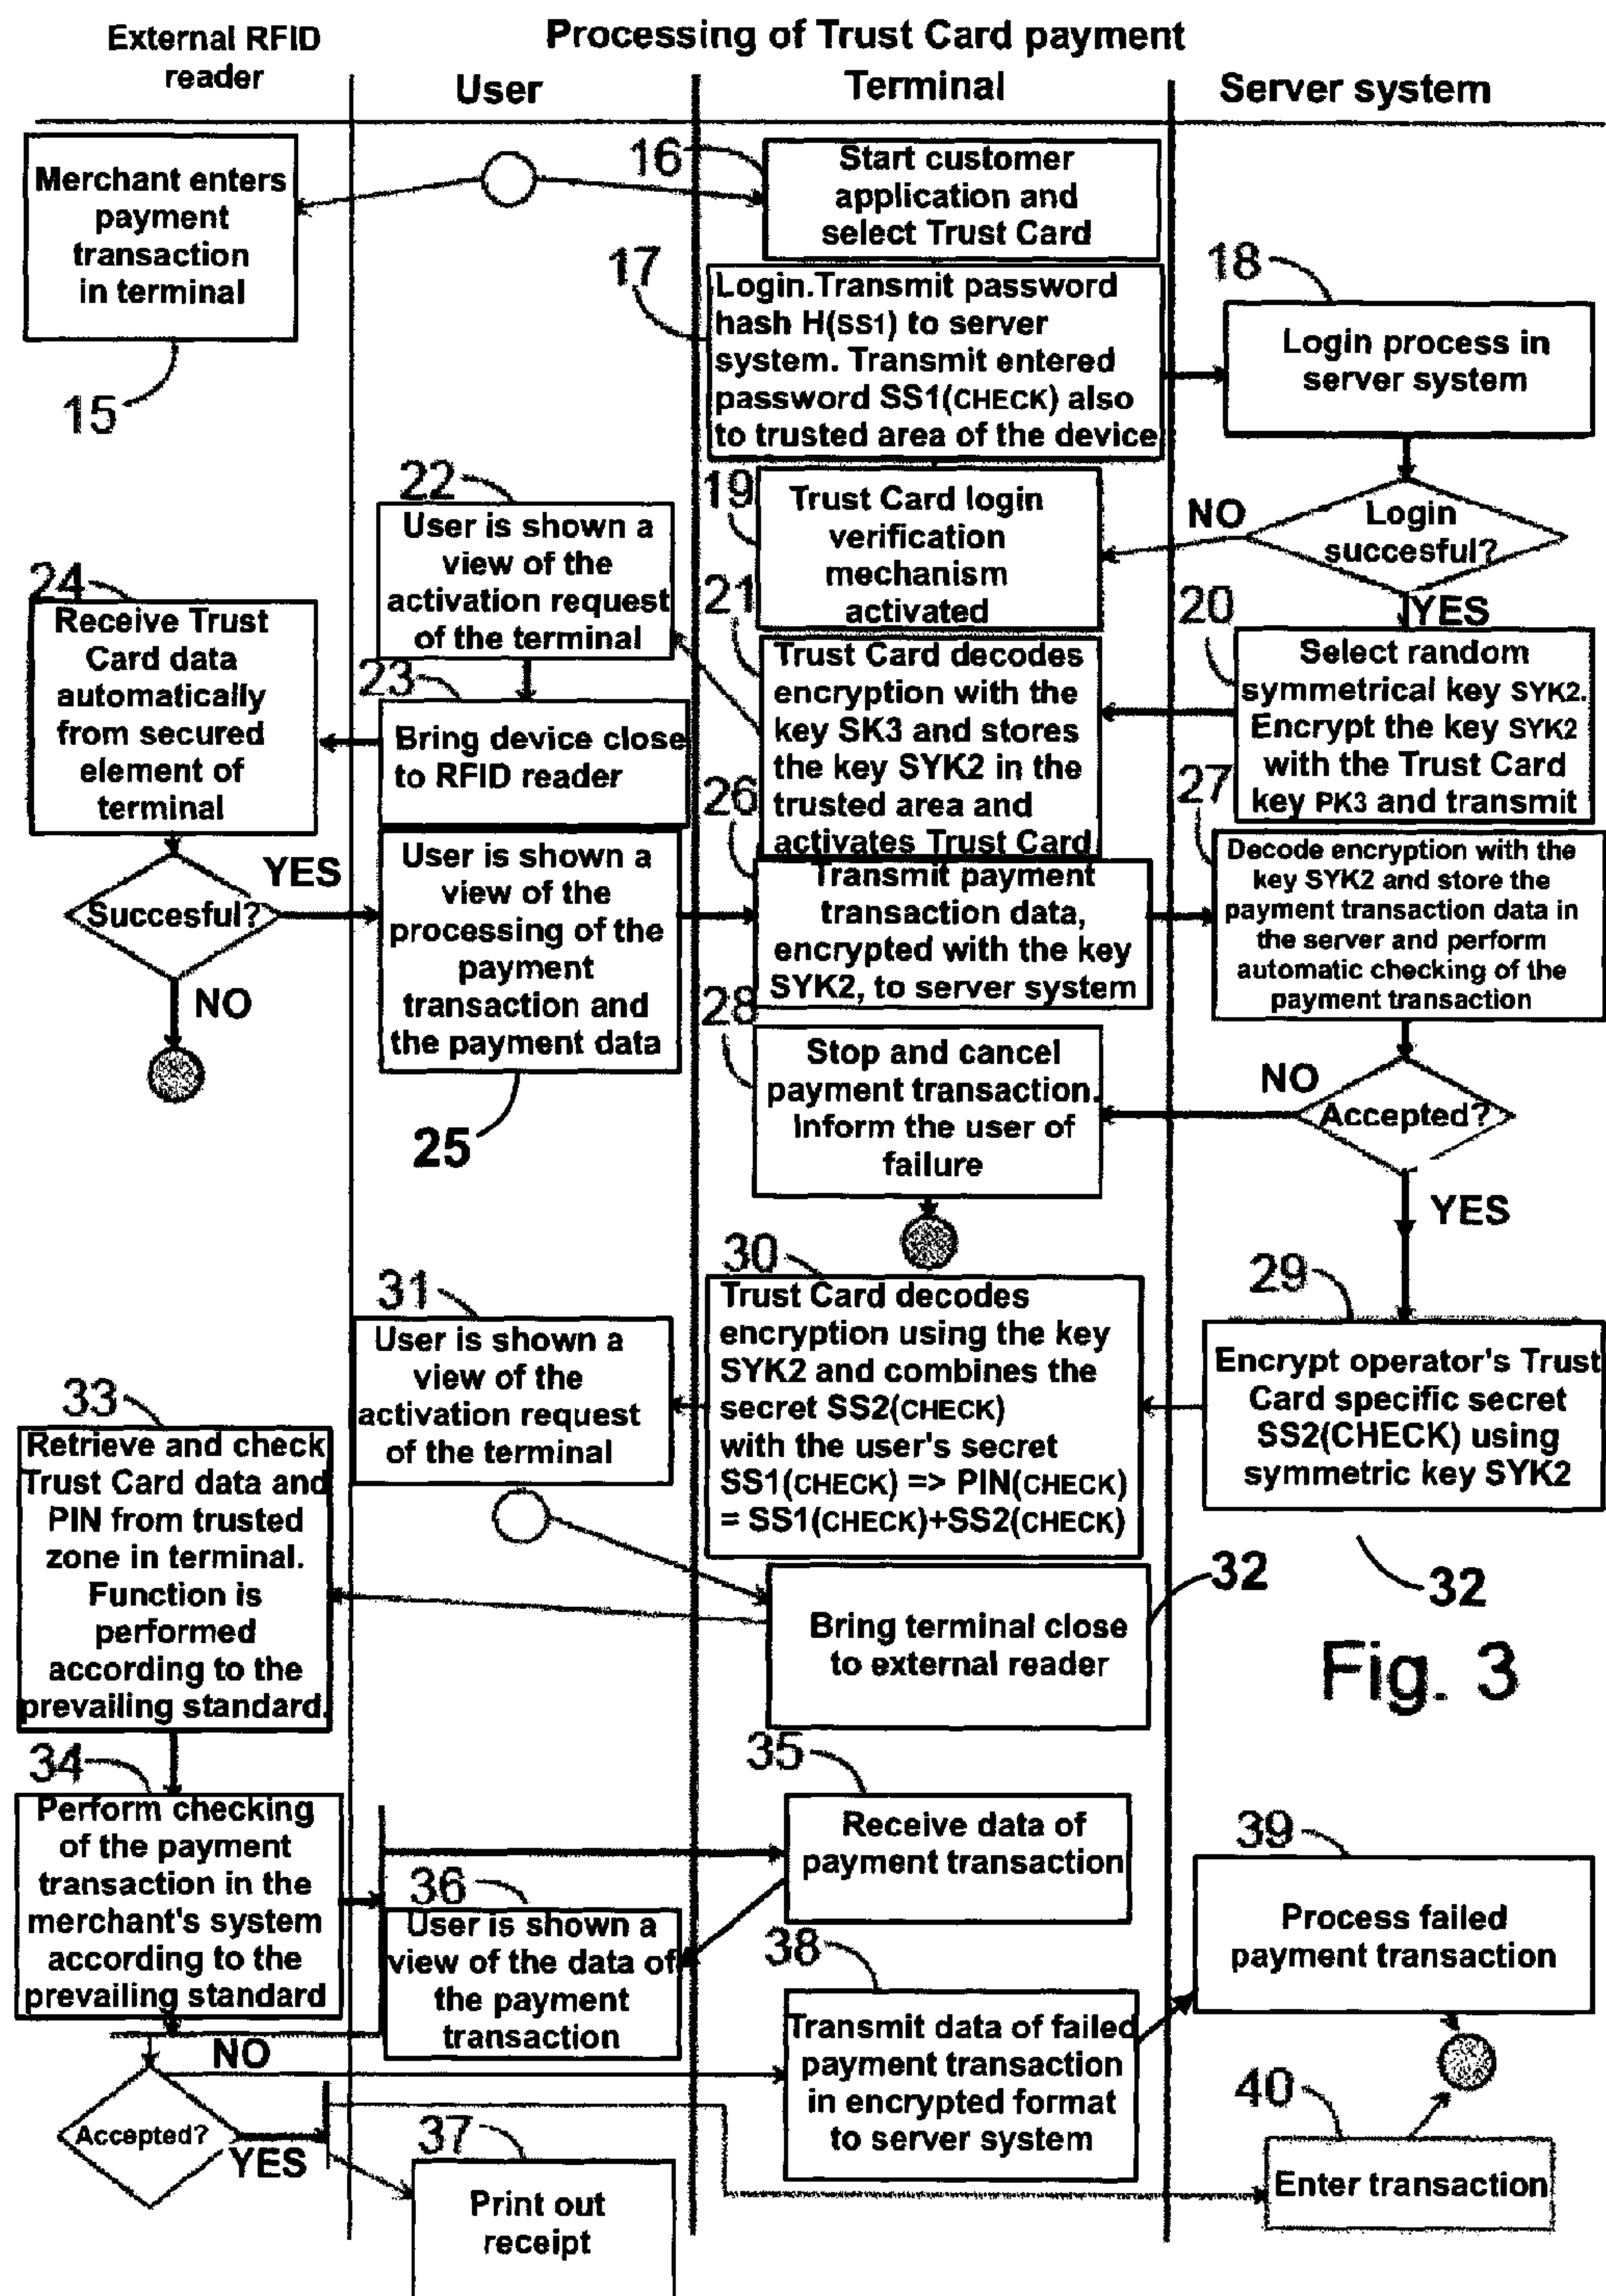 External RFID
reader
Processing of Trust Card payment
User
Terminal
Server system
Merchant enters
payment
transaction
in terminal
15
16
Start customer
application and
select Trust Card
17
Login.Transmit password
hash H(SS1) to server
system. Transmit entered
password SS1(CHECK) also
to trusted area of the device
18
Login process in
server system
Login
succesful?
NO
YES
19
Trust Card login
verification
mechanism
activated
20
Select random
symmetrical key SYK2.
Encrypt the key SYK2
with the Trust Card
key PK3 and transmit
21
Trust Card decodes
encryption with the
key SK3 and stores
the key SYK2 in the
trusted area and
activates Trust Card
22
User is shown a
view of the
activation request
of the terminal
23
Bring device close
to RFID reader
24
Receive Trust
Card data
automatically
from secured
element of
terminal
Succesful?
YES
NO
User is shown a
view of the
processing of the
payment
transaction and
the payment data
25
26
Transmit payment
transaction data,
encrypted with the key
SYK2, to server system
27
Decode encryption with the
key SYK2 and store the
payment transaction data in
the server and perform
automatic checking of the
payment transaction
Accepted?
NO
YES
28
Stop and cancel
payment transaction.
Inform the user of
failure
29
Encrypt operator's Trust
Card specific secret
SS2(CHECK) using
symmetric key SYK2
32
30
Trust Card decodes
encryption using the key
SYK2 and combines the
secret SS2(CHECK)
with the user's secret
SS1(CHECK) => PIN(CHECK)
= SS1(CHECK)+SS2(CHECK)
31
User is shown a
view of the
activation request
of the terminal
32
Bring terminal close
to external reader
Fig. 3
33
Retrieve and check
Trust Card data and
PIN from trusted
zone in terminal.
Function is
performed
according to the
prevailing standard.
34
Perform checking
of the payment
transaction in the
merchant's system
according to the
prevailing standard
35
Receive data of
payment transaction
36
User is shown a
view of the data of
the payment
transaction
NO
Accepted?
YES
37
Print out
receipt
38
Transmit data of failed
payment transaction
in encrypted format
to server system
39
Process failed
payment transaction
40
Enter transaction